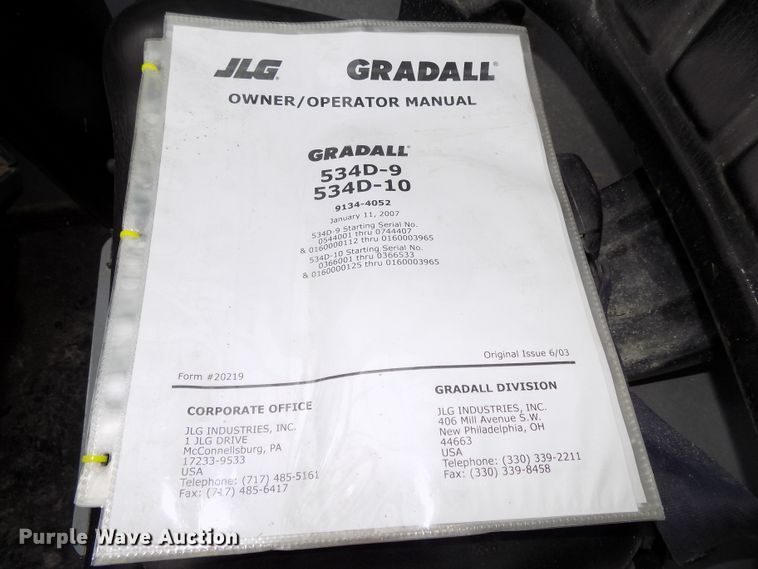 JLG GRADALL
OWNER/OPERATOR MANUAL
GRADALL
534D-9
534D-10
9134-4052
January 11, 2007
534D-9 Starting Serial No.
0544001 thru 0744407
& 0160000112 thru 0160003965
534D-10 Starting Serial No.
0366001 thru 0366533
& 0160000125 thru 0160003965
Original Issue 6/03
Form #20219
CORPORATE OFFICE
JLG INDUSTRIES, INC.
1 JLG DRIVE
McConnellsburg, PA
17233-9533
USA
Telephone: (717) 485-5161
Fax: (717) 485-6417
GRADALL DIVISION
JLG INDUSTRIES, INC.
406 Mill Avenue S.W.
New Philadelphia, OH
44663
USA
Telephone: (330) 339-2211
Fax: (330) 339-8458
Purple Wave Auction